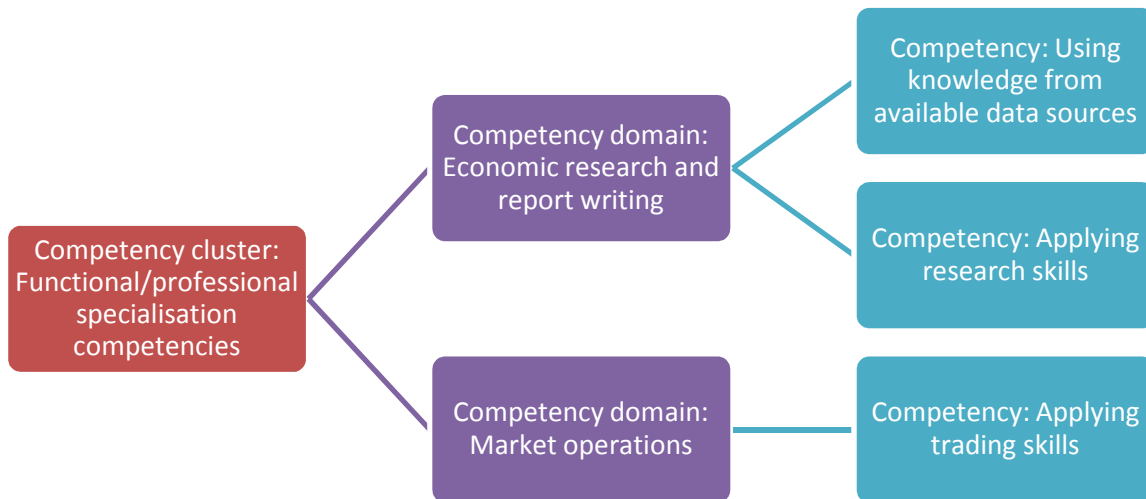 Competency cluster:
Functional/professional
specialisation
competencies
Competency domain:
Economic research and
report writing
Competency: Using
knowledge from
available data sources
Competency: Applying
research skills
Competency domain:
Market operations
Competency: Applying
trading skills